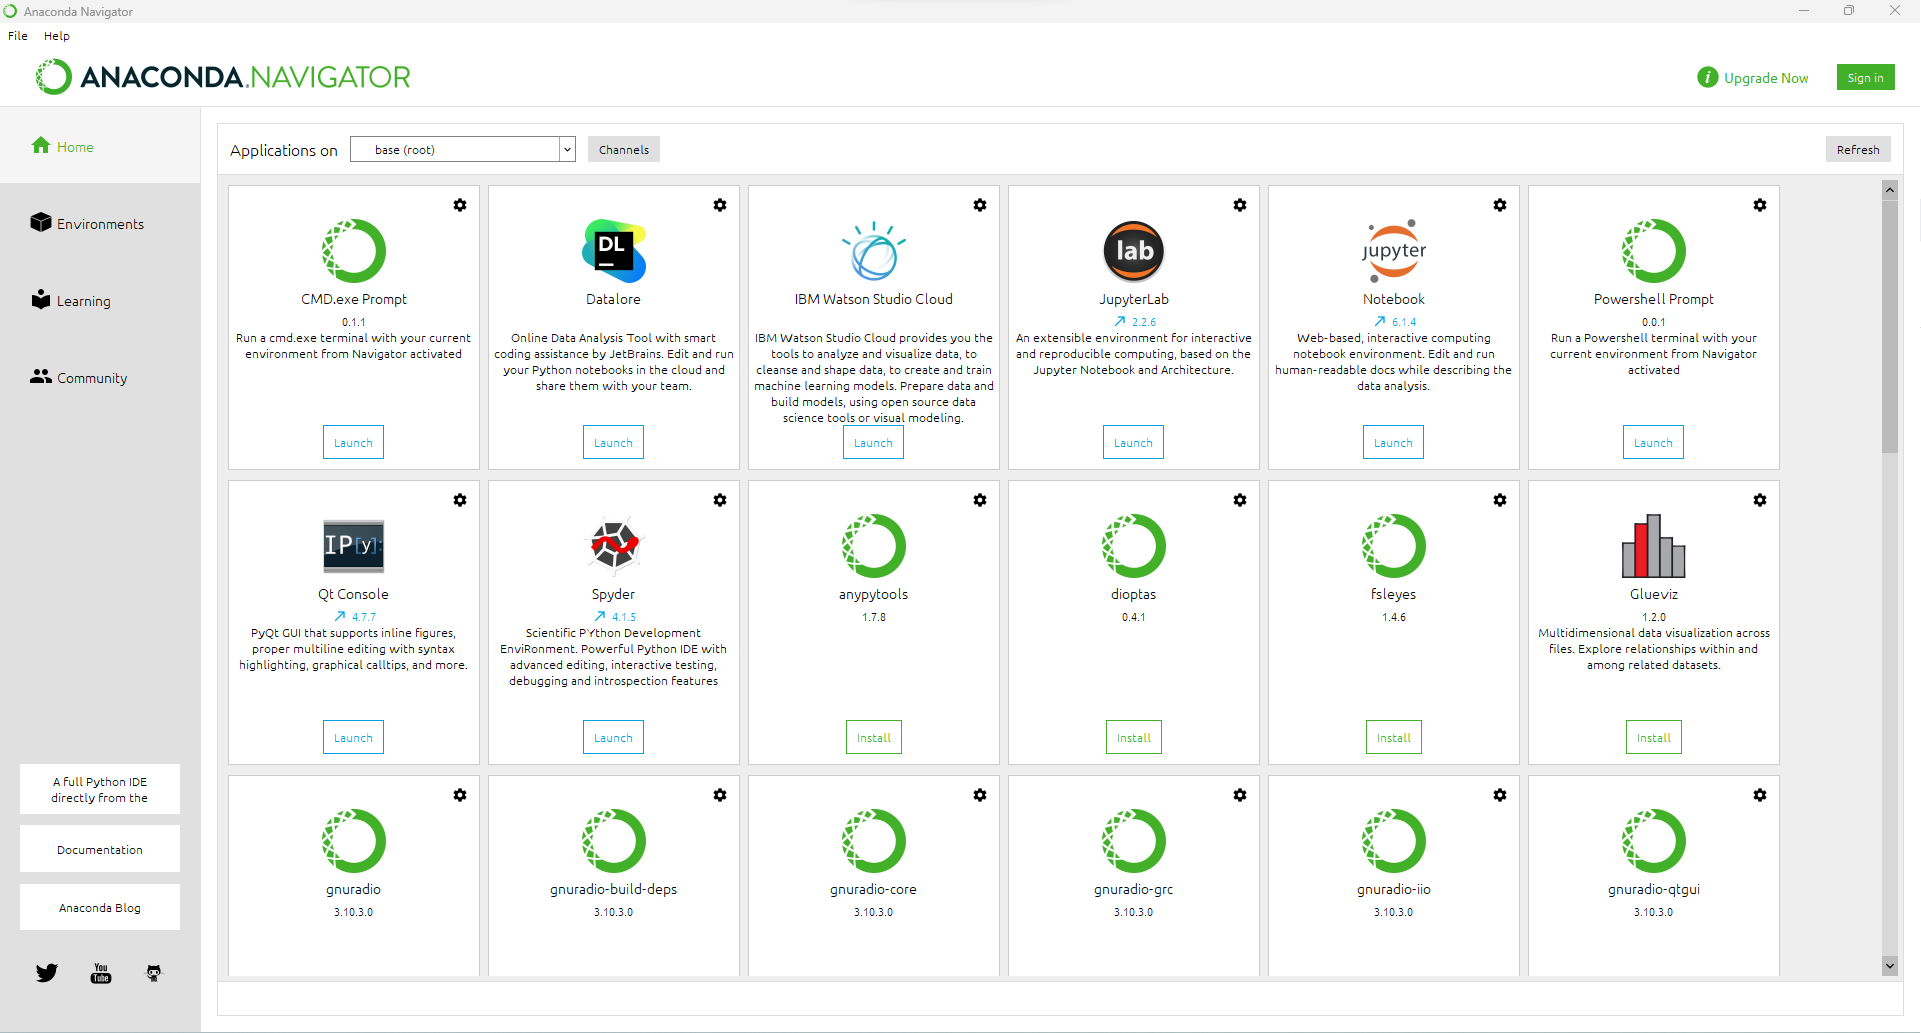 Anaconda Navigator
File Help
ANACONDA.NAVIGATOR
i Upgrade Now
Sign in
Home
Environments
Learning
Community
A full Python IDE
directly from the
Documentation
Anaconda Blog
You
Tube
Applications on
base (root)
Channels
Refresh
CMD.exe Prompt
0.1.1
Run a cmd.exe terminal with your current
environment from Navigator activated
Launch
DL
Datalore
Online Data Analysis Tool with smart
coding assistance by JetBrains. Edit and run
your Python notebooks in the cloud and
share them with your team.
Launch
IBM Watson Studio Cloud
IBM Watson Studio Cloud provides you the
tools to analyze and visualize data, to
cleanse and shape data, to create and train
machine learning models. Prepare data and
build models, using open source data
science tools or visual modeling.
Launch
lab
JupyterLab
2.2.6
An extensible environment for interactive
and reproducible computing, based on the
Jupyter Notebook and Architecture.
Launch
jupyter
Notebook
6.1.4
Web-based, interactive computing
notebook environment. Edit and run
human-readable docs while describing the
data analysis.
Launch
Powershell Prompt
0.0.1
Run a Powershell terminal with your
current environment from Navigator
activated
Launch
IP[y]:
Qt Console
4.7.7
PyQt GUI that supports inline figures,
proper multiline editing with syntax
highlighting, graphical calltips, and more.
Launch
Spyder
4.1.5
Scientific PYthon Development
EnviRonment. Powerful Python IDE with
advanced editing, interactive testing,
debugging and introspection features
Launch
anypytools
1.7.8
Install
dioptas
0.4.1
Install
fsleyes
1.4.6
Install
Glueviz
1.2.0
Multidimensional data visualization across
files. Explore relationships within and
among related datasets.
Install
gnuradio
3.10.3.0
gnuradio-build-deps
3.10.3.0
gnuradio-core
3.10.3.0
gnuradio-grc
3.10.3.0
gnuradio-iio
3.10.3.0
gnuradio-qtgui
3.10.3.0